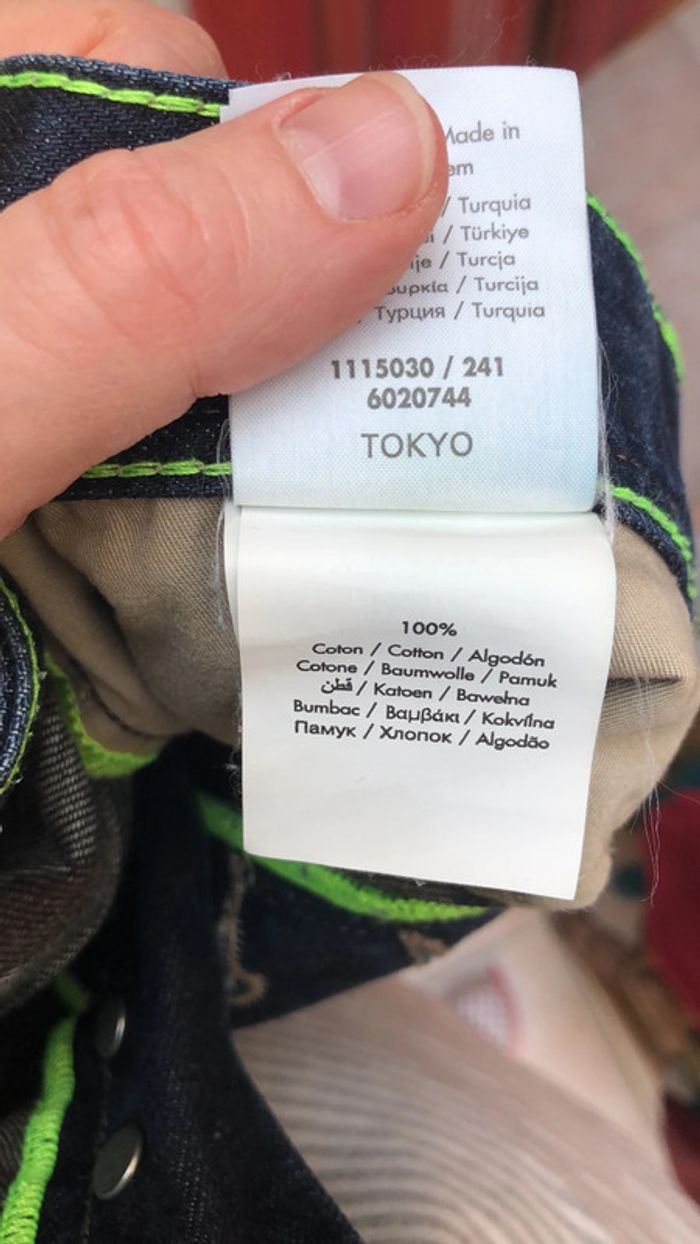 Made in
/ Turquia
/ Türkiye
/ Turcja
/ Turcija
Турция / Turquia
1115030 / 241
6020744
TOKYO
100%
Coton / Cotton / Algodón
Cotone / Baumwolle / Pamuk
قطن / Katoen / Bawełna
Bumbac / Βαμβάκι / Kokvilna
Памук / Хлопок / Algodão